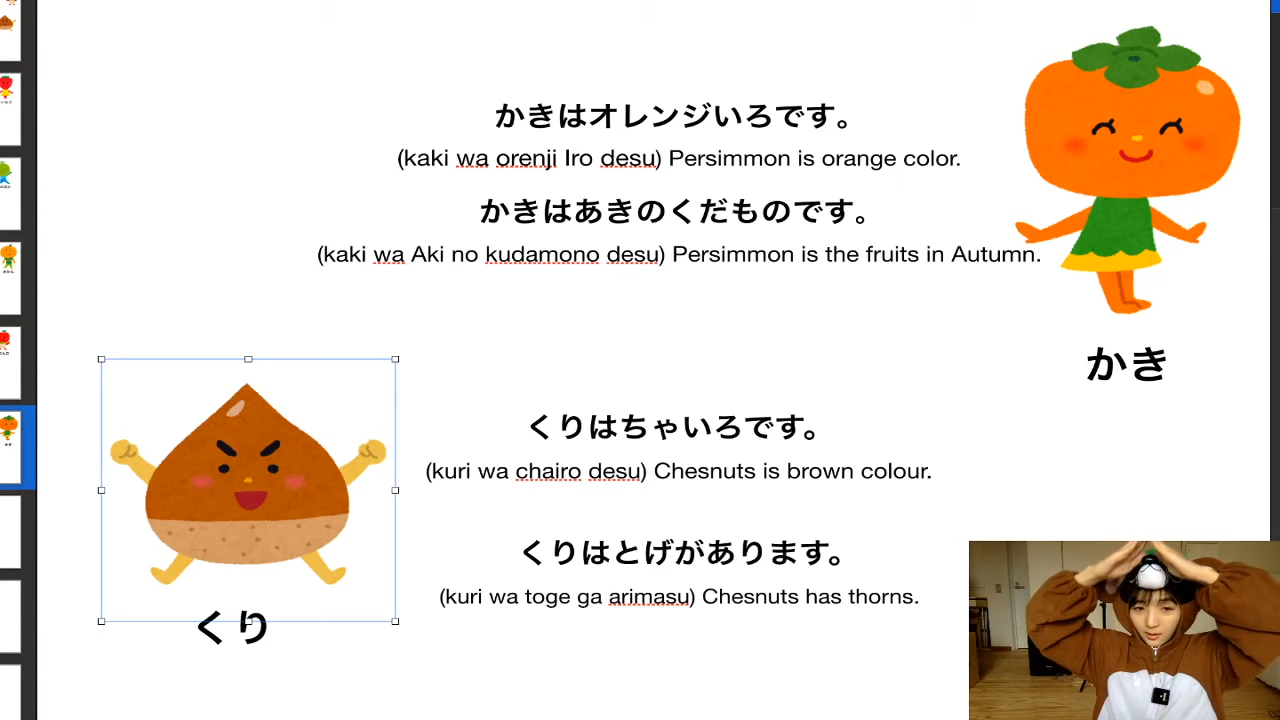 かきはオレンジいろです。
(kaki wa orenji Iro desu) Persimmon is orange color.
かきはあきのくだものです。
(kaki wa Aki no kudamono desu) Persimmon is the fruits in Autumn.
かき
くりはちゃいろです。
(kuri wa chairo desu) Chesnuts is brown colour.
くりはとげがあります。
(kuri wa toge ga arimasu) Chesnuts has thorns.
くり